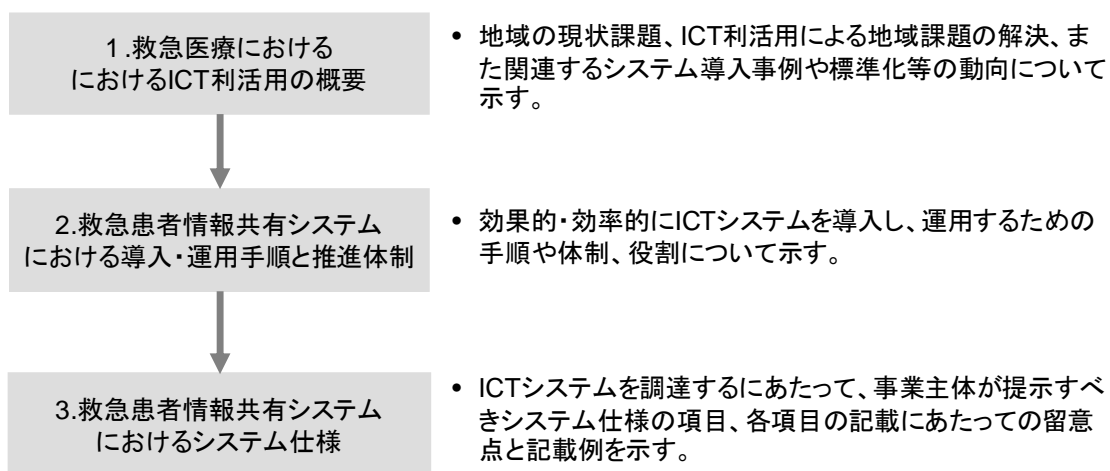 1.救急医療における
におけるICT利活用の概要
• 地域の現状課題、ICT利活用による地域課題の解決、ま
た関連するシステム導入事例や標準化等の動向について
示す。
2.救急患者情報共有システム
における導入・運用手順と推進体制
• 効果的・効率的にICTシステムを導入し、運用するための
手順や体制、役割について示す。
3.救急患者情報共有システム
におけるシステム仕様
• ICTシステムを調達するにあたって、事業主体が提示すべ
きシステム仕様の項目、各項目の記載にあたっての留意
点と記載例を示す。